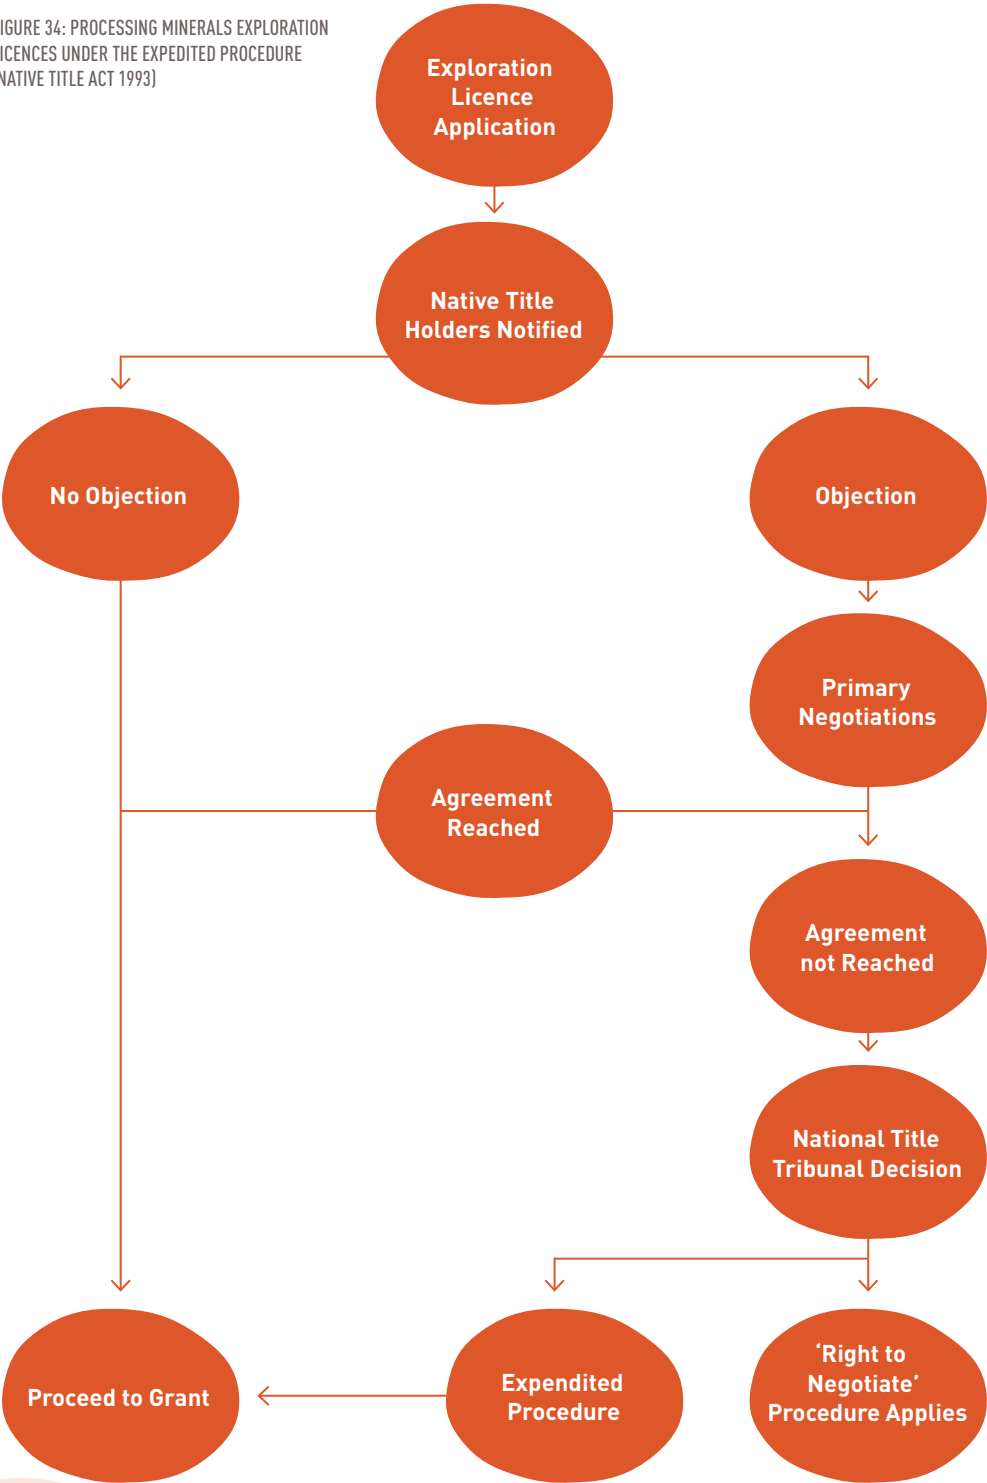 IGURE 34: PROCESSING MINERALS EXPLORATION
ICENCES UNDER THE EXPEDITED PROCEDURE
NATIVE TITLE ACT 1993)
Exploration
Licence
Application
Native Title
Holders Notified
No Objection
Objection
Primary
Negotiations
Agreement
Reached
Agreement
not Reached
National Title
Tribunal Decision
Proceed to Grant
Expendited
Procedure
‘Right to
Negotiate’
Procedure Applies